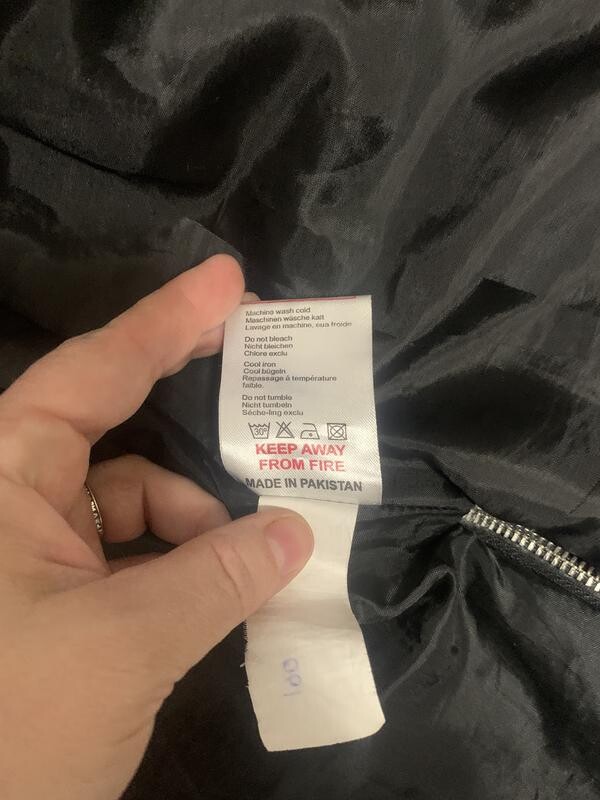 Machine wash cold
Maschinen wäsche kalt
Lavage en machine, eua froide
Do not bleach
Nicht bleichen
Chlore exclu
Cool iron
Cool bügeln
Repassage à température
faible.
Do not tumble
Nicht tumbeln
Séche-ling exclu
30°
KEEP AWAY
FROM FIRE
MADE IN PAKISTAN